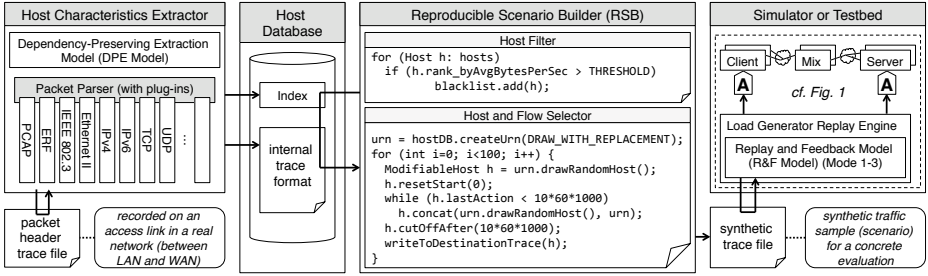 Host Characteristics Extractor
Dependency-Preserving Extraction
Model (DPE Model)
Packet Parser (with plug-ins)
PCAP
ERF
IEEE 802.3
Ethernet II
IPv4
IPv6
TCP
UDP
...
packet
header
trace file
recorded on an
access link in a real
network (between
LAN and WAN)
Host
Database
Index
internal
trace
format
Reproducible Scenario Builder (RSB)
Host Filter
for (Host h: hosts)
if (h.rank_byAvgBytesPerSec > THRESHOLD)
blacklist.add(h);
Host and Flow Selector
urn = hostDB.createUrn(DRAW_WITH_REPLACEMENT);
for (int i=0; i<100; i++) {
ModifiableHost h = urn.drawRandomHost();
h.resetStart(0);
while (h.lastAction < 10*60*1000)
h.concat(urn.drawRandomHost(), urn);
h.cutOffAfter(10*60*1000);
writeToDestinationTrace(h);
}
Simulator or Testbed
Client
Mix
Server
A
A
cf. Fig. 1
Load Generator Replay Engine
Replay and Feedback Model
(R&F Model) (Mode 1-3)
synthetic
trace file
synthetic traffic
sample (scenario)
for a concrete
evaluation